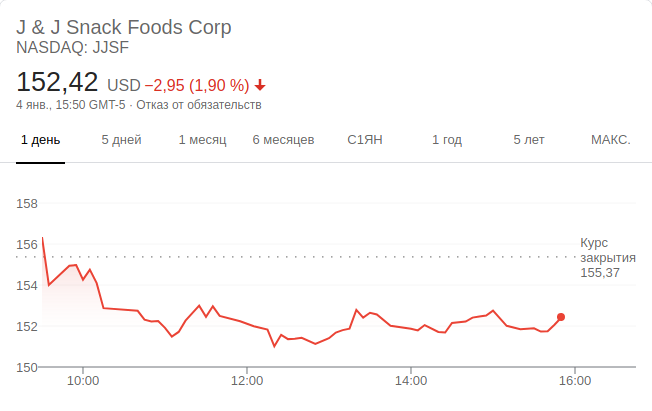 J & J Snack Foods Corp
NASDAQ: JJSF
152,42 USD −2,95 (1,90 %)
4 янв., 15:50 GMT-5 · Отказ от обязательств
1 день 5 дней 1 месяц 6 месяцев С1ЯН 1 год 5 лет МАКС.
158
156
Курс
закрытия
155,37
154
152
150
10:00 12:00 14:00 16:00